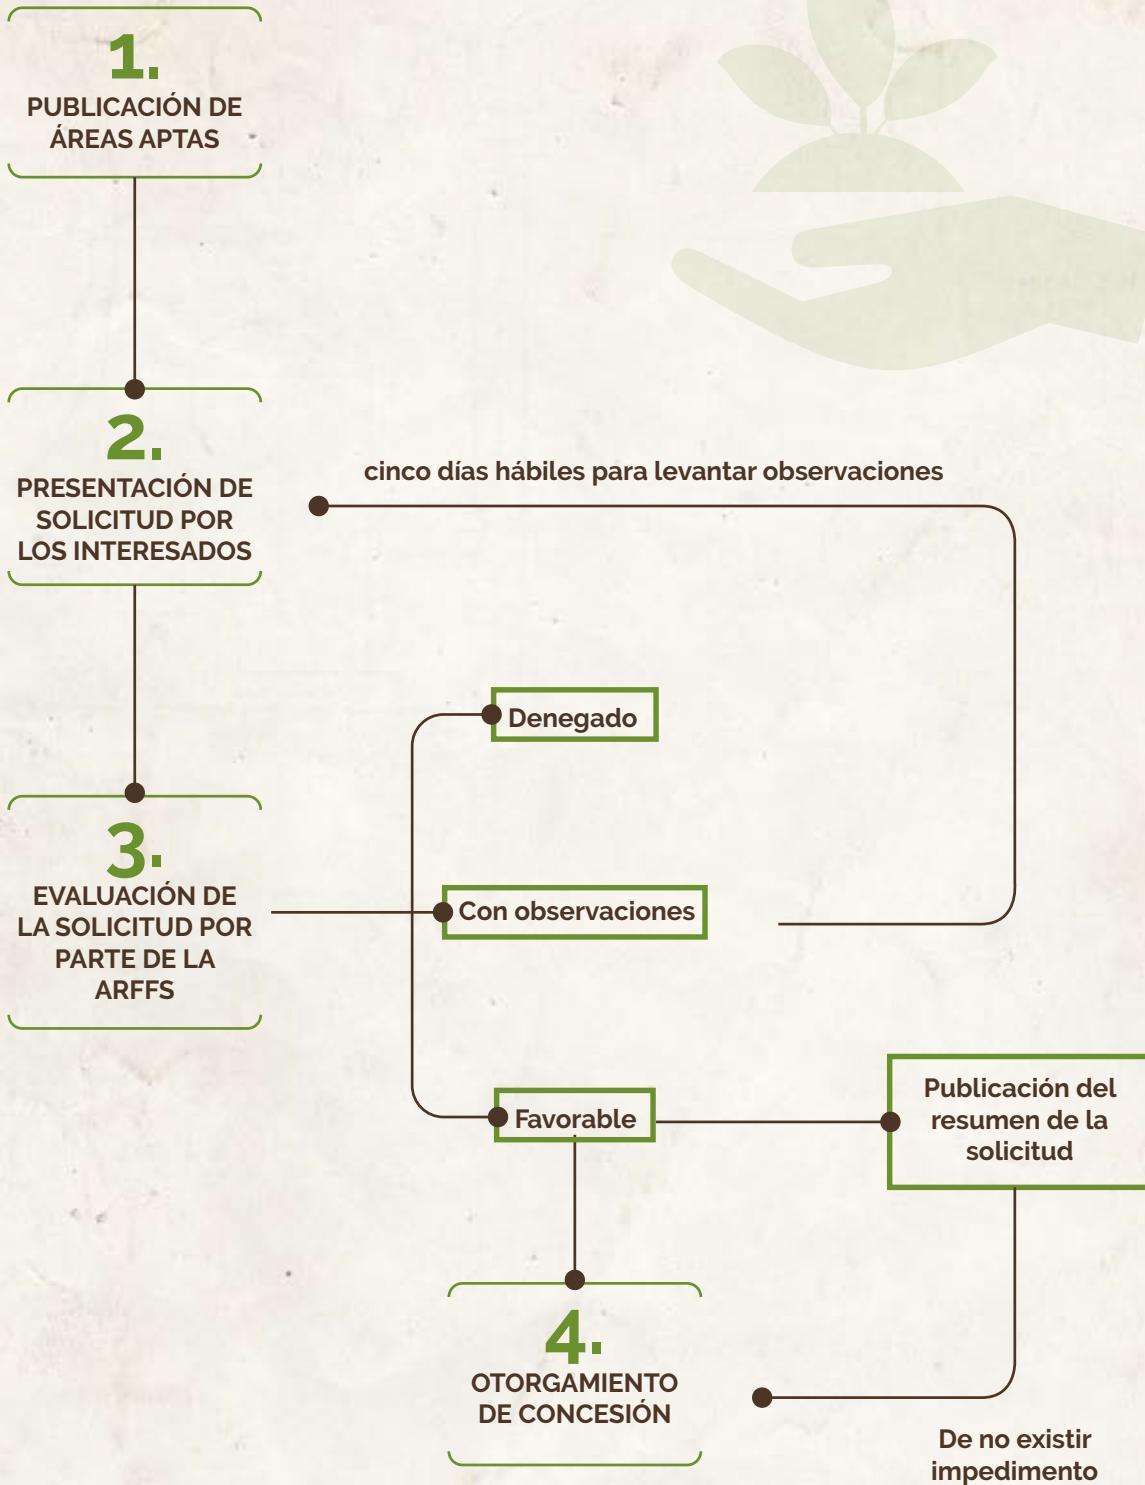 1.
PUBLICACIÓN DE
ÁREAS APTAS
2.
PRESENTACIÓN DE
SOLICITUD POR
LOS INTERESADOS
cinco días hábiles para levantar observaciones
Denegado
3.
EVALUACIÓN DE
LA SOLICITUD POR
PARTE DE LA
ARFFS
Con observaciones
Favorable
Publicación del
resumen de la
solicitud
4.
OTORGAMIENTO
DE CONCESIÓN
De no existir
impedimento